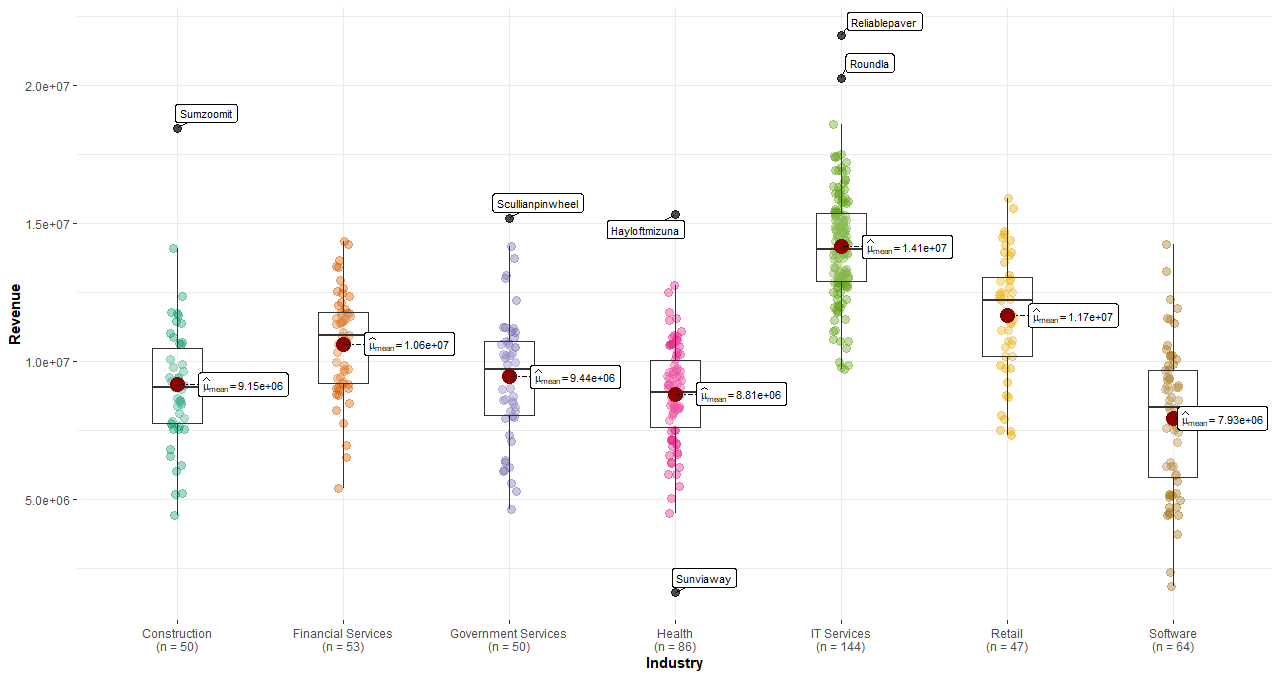 Revenue
2.0e+07
1.5e+07
1.0e+07
5.0e+06
Sumzoomit
Scullianpinwheel
Hayloftmizuna
Sunviaway
Reliablepaver
Roundla
μ̂mean = 9.15e+06
μ̂mean = 1.06e+07
μ̂mean = 9.44e+06
μ̂mean = 8.81e+06
μ̂mean = 1.41e+07
μ̂mean = 1.17e+07
μ̂mean = 7.93e+06
Construction
(n = 50)
Financial Services
(n = 53)
Government Services
(n = 50)
Health
(n = 86)
IT Services
(n = 144)
Retail
(n = 47)
Software
(n = 64)
Industry